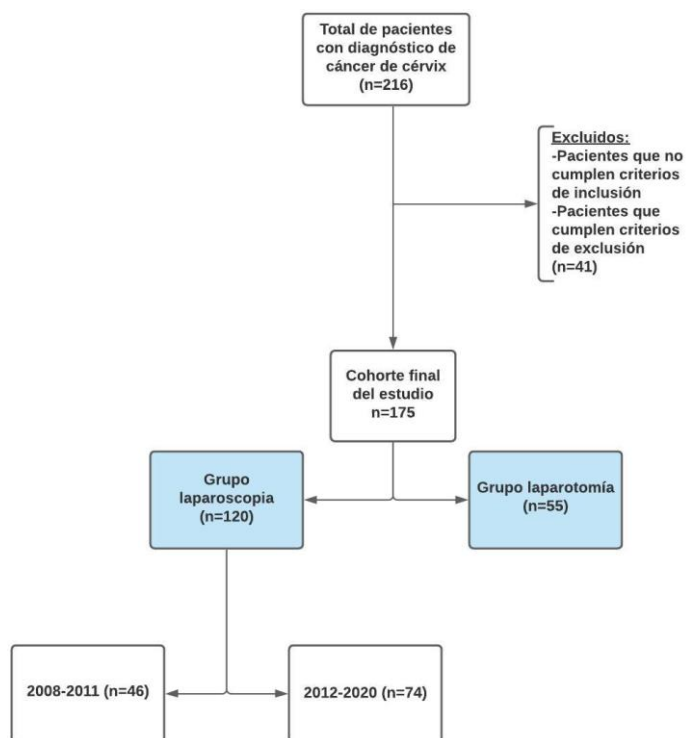 Total de pacientes
con diagnóstico de
cáncer de cérvix
(n=216)
Excluidos:
-Pacientes que no
cumplen criterios
de inclusión
-Pacientes que
cumplen criterios
de exclusión
(n=41)
Cohorte final
del estudio
n=175
Grupo
laparoscopia
(n=120)
Grupo laparotomía
(n=55)
2008-2011 (n=46)
2012-2020 (n=74)